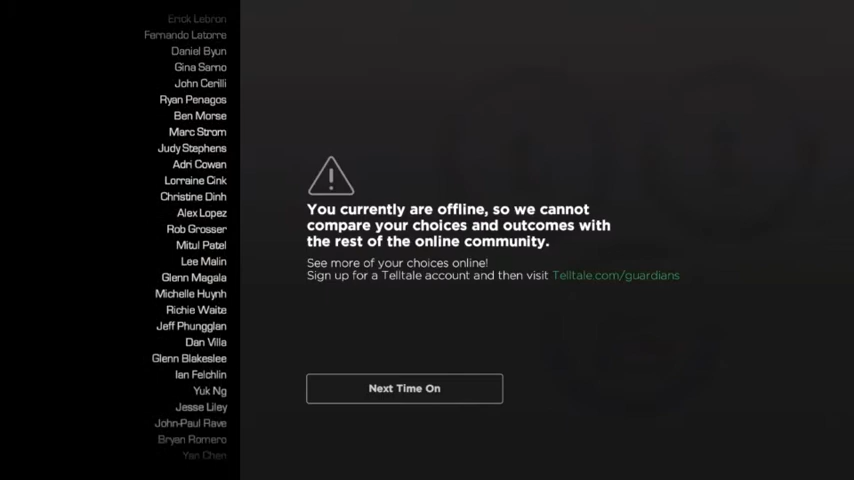 Erick Lebron
Fernando Latorre
Daniel Byun
Gina Sarno
John Cerilli
Ryan Penagos
Ben Morse
Marc Strom
Judy Stephens
Adri Cowan
Lorraine Cink
Christine Dinh
Alex Lopez
Rob Grosser
Mitul Patel
Lee Malin
Glenn Magala
Michelle Huynh
Richie Waite
Jeff Phungglan
Dan Villa
Glenn Blakeslee
Ian Felchlin
Yuk Ng
Jesse Liley
John-Paul Rave
Bryan Romero
Yan Chen
You currently are offline, so we cannot
compare your choices and outcomes with
the rest of the online community.
See more of your choices online!
Sign up for a Telltale account and then visit Telltale.com/guardians
Next Time On